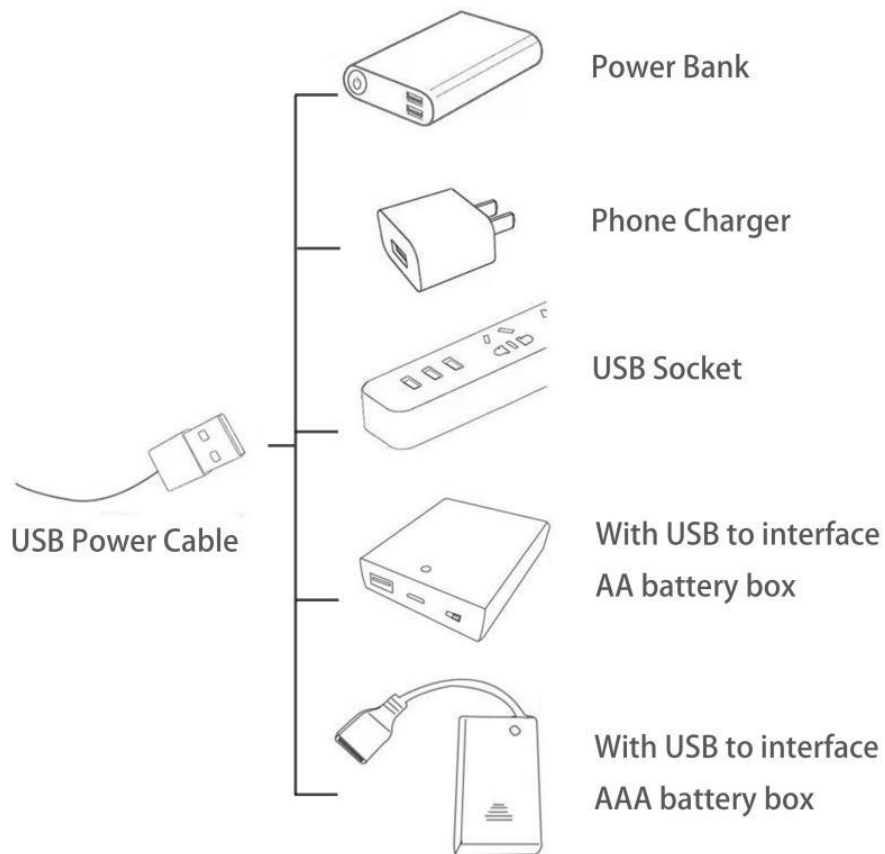 Power Bank
Phone Charger
USB Socket
USB Power Cable
With USB to interface
AA battery box
With USB to interface
AAA battery box